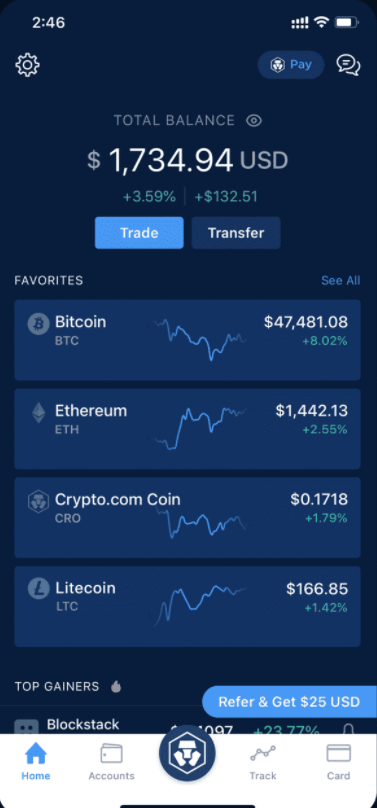 2:46
Pay
TOTAL BALANCE
$ 1,734.94 USD
+3.59% +$132.51
Trade Transfer
FAVORITES See All
Bitcoin $47,481.08
BTC +8.02%
Ethereum $1,442.13
ETH +2.55%
Crypto.com Coin $0.1718
CRO +1.79%
Litecoin $166.85
LTC +1.42%
TOP GAINERS
Refer & Get $25 USD
Blockstack
+23.77%
Home Accounts Track Card